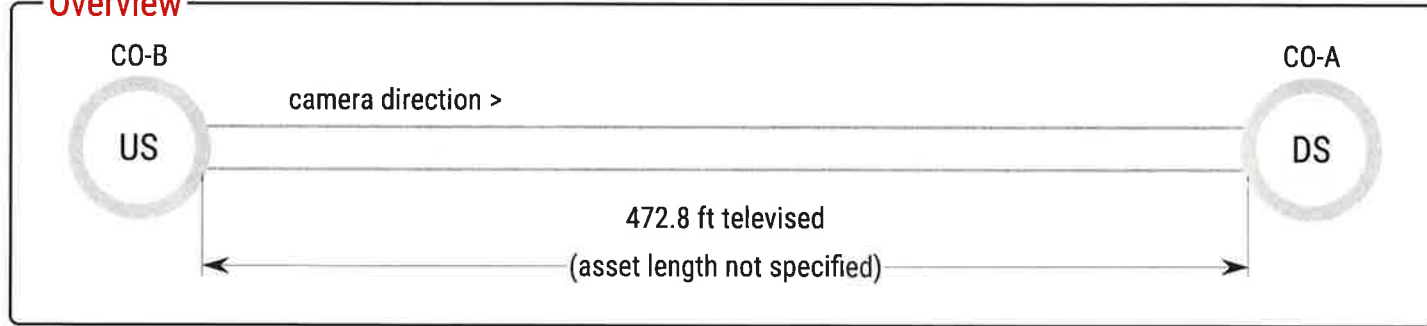 Overview
CO-B
CO-A
camera direction >
US
DS
472.8 ft televised
(asset length not specified)